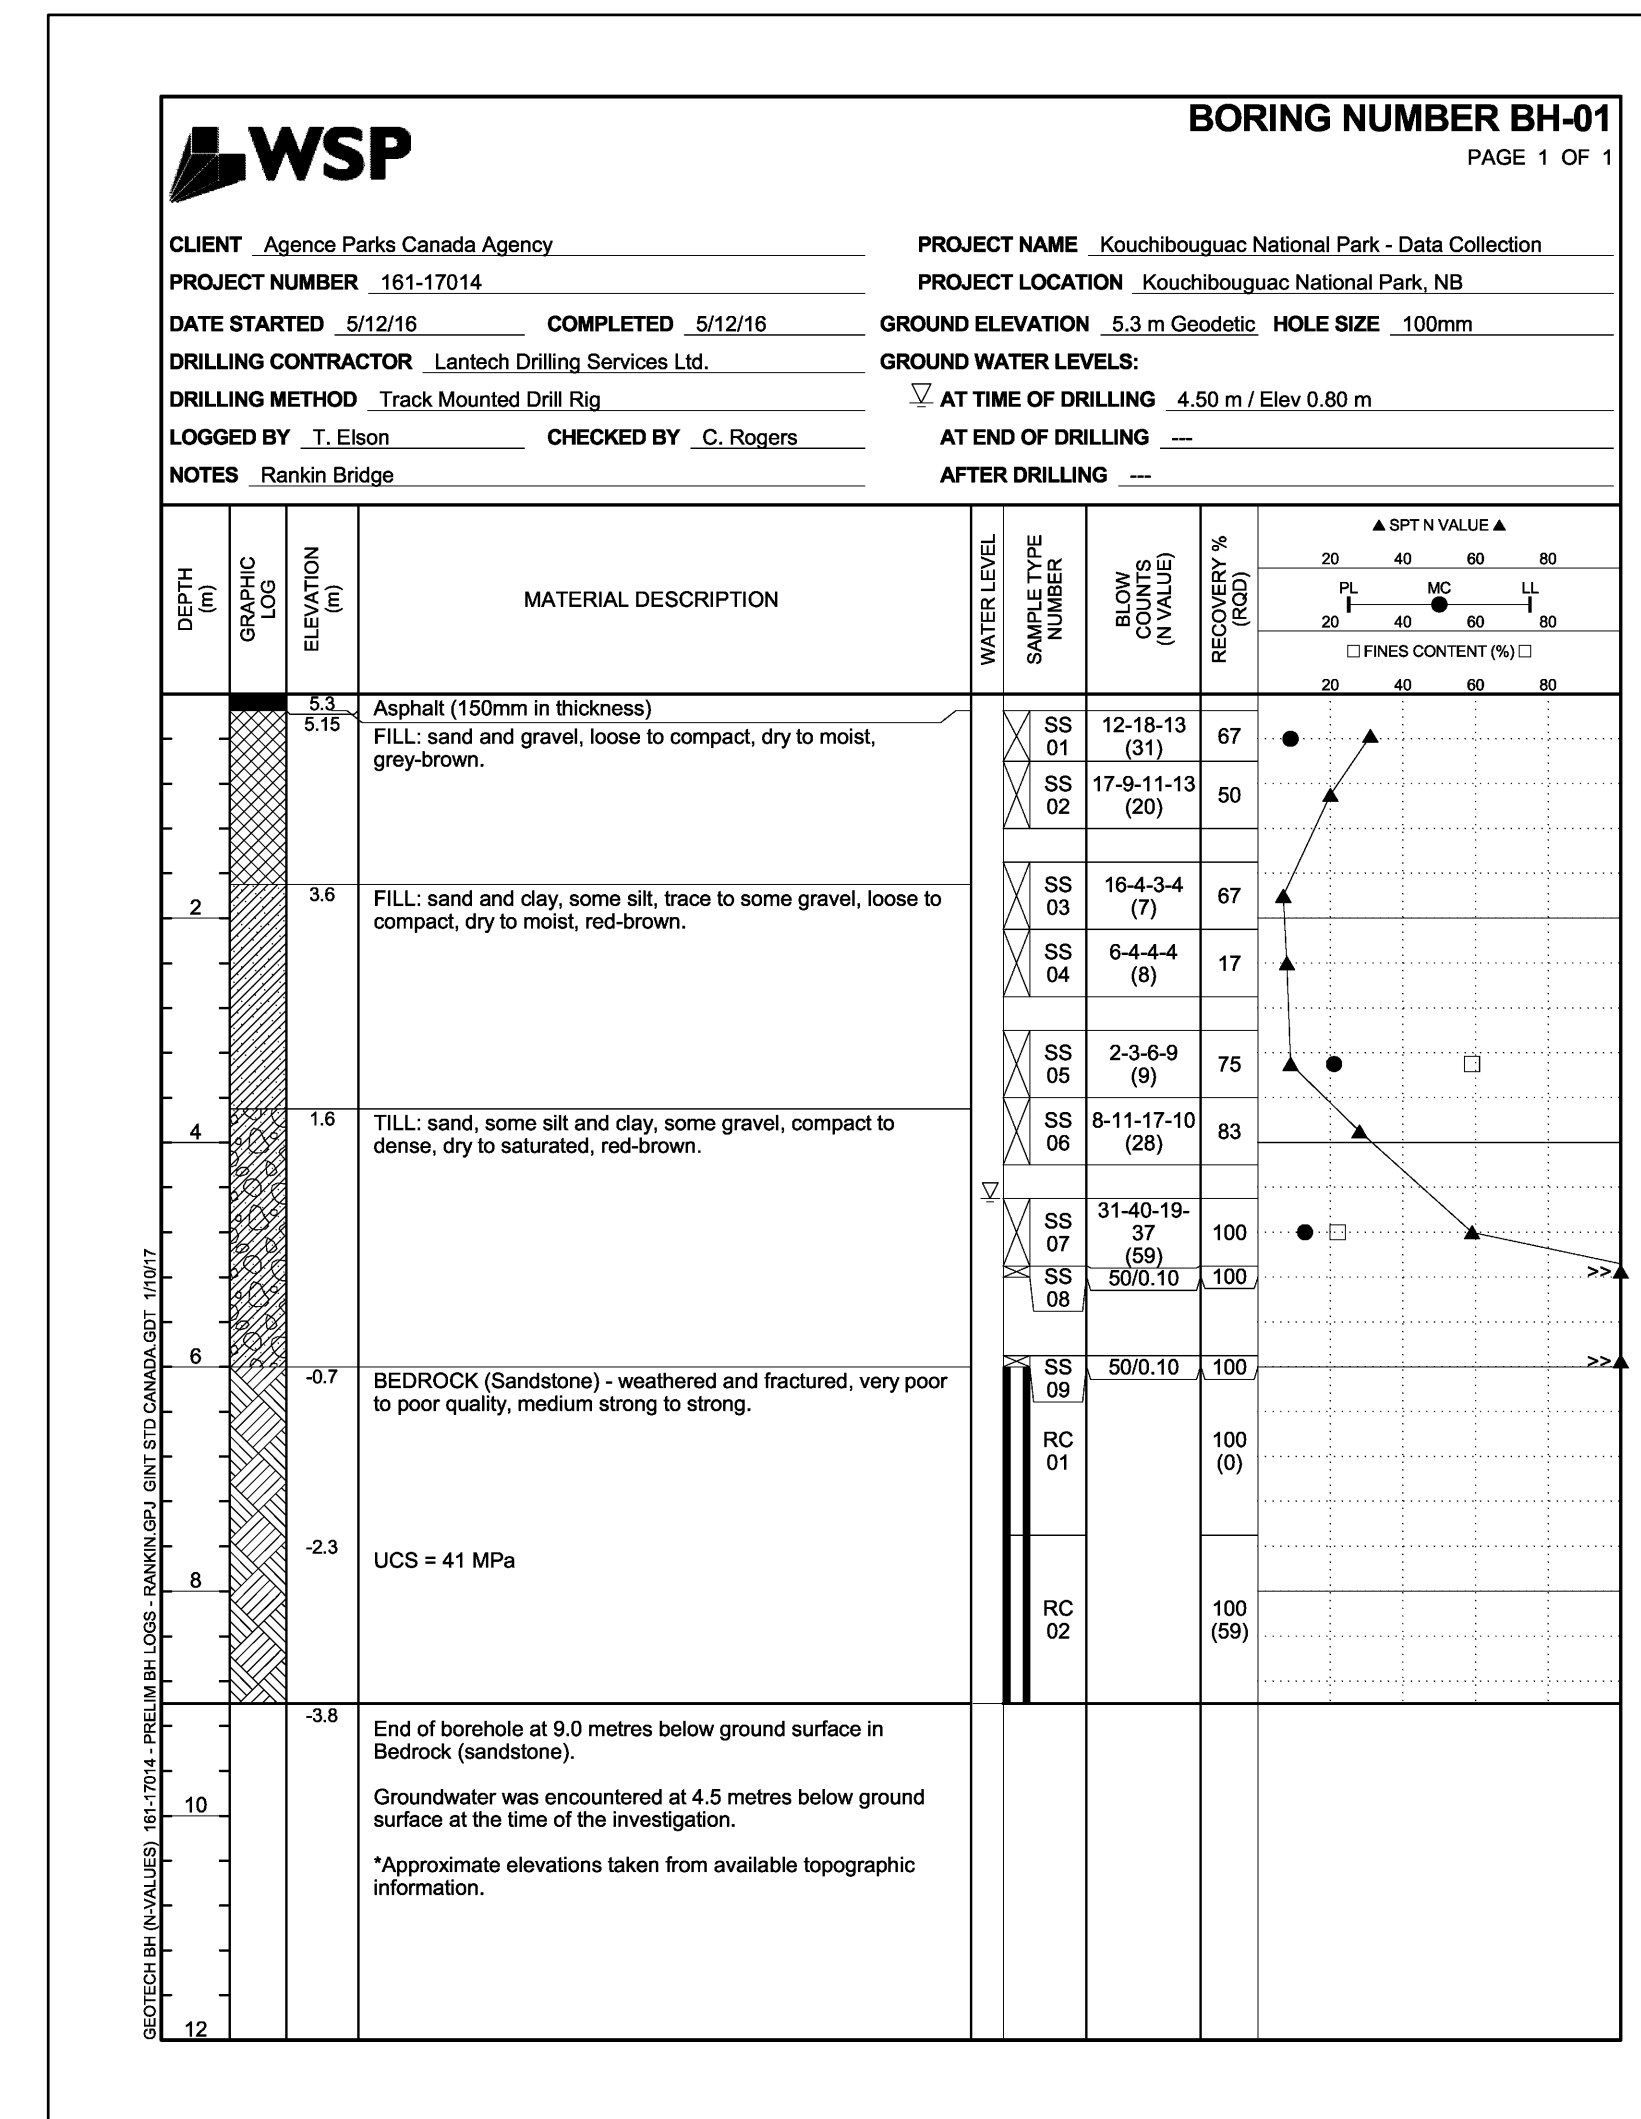 WSP
BORING NUMBER BH-01
PAGE 1 OF 1
CLIENT Agence Parks Canada Agency
PROJECT NAME Kouchibouguac National Park - Data Collection
PROJECT NUMBER 161-17014
PROJECT LOCATION Kouchibouguac National Park, NB
DATE STARTED 5/12/16 COMPLETED 5/12/16
GROUND ELEVATION 5.3 m Geodetic HOLE SIZE 100mm
DRILLING CONTRACTOR Lantech Drilling Services Ltd.
GROUND WATER LEVELS:
DRILLING METHOD Track Mounted Drill Rig
AT TIME OF DRILLING 4.50 m / Elev 0.80 m
LOGGED BY T. Elson CHECKED BY C. Rogers
AT END OF DRILLING ---
NOTES Rankin Bridge
AFTER DRILLING ---
DEPTH
(m)
GRAPHIC
LOG
ELEVATION
(m)
MATERIAL DESCRIPTION
WATER LEVEL
SAMPLE TYPE
NUMBER
BLOW
COUNTS
(N VALUE)
RECOVERY %
(RQD)
▲ SPT N VALUE ▲
20 40 60 80
PL MC LL
20 40 60 80
□ FINES CONTENT (%) □
20 40 60 80
5.3
Asphalt (150mm in thickness)
5.15
FILL: sand and gravel, loose to compact, dry to moist,
grey-brown.
SS
01
12-18-13
(31)
67
SS
02
17-9-11-13
(20)
50
2
3.6
FILL: sand and clay, some silt, trace to some gravel, loose to
compact, dry to moist, red-brown.
SS
03
16-4-3-4
(7)
67
SS
04
6-4-4-4
(8)
17
SS
05
2-3-6-9
(9)
75
4
1.6
TILL: sand, some silt and clay, some gravel, compact to
dense, dry to saturated, red-brown.
SS
06
8-11-17-10
(28)
83
SS
07
31-40-19-
37
(59)
100
SS
08
50/0.10
100
>>
6
-0.7
BEDROCK (Sandstone) - weathered and fractured, very poor
to poor quality, medium strong to strong.
SS
09
50/0.10
100
>>
RC
01
100
(0)
-2.3
UCS = 41 MPa
8
RC
02
100
(59)
-3.8
End of borehole at 9.0 metres below ground surface in
Bedrock (sandstone).
10
Groundwater was encountered at 4.5 metres below ground
surface at the time of the investigation.
*Approximate elevations taken from available topographic
information.
12
GEOTECH BH (N-VALUES) 161-17014 - PRELIM BH LOGS - RANKIN.GPJ GINT STD CANADA.GDT 1/10/17